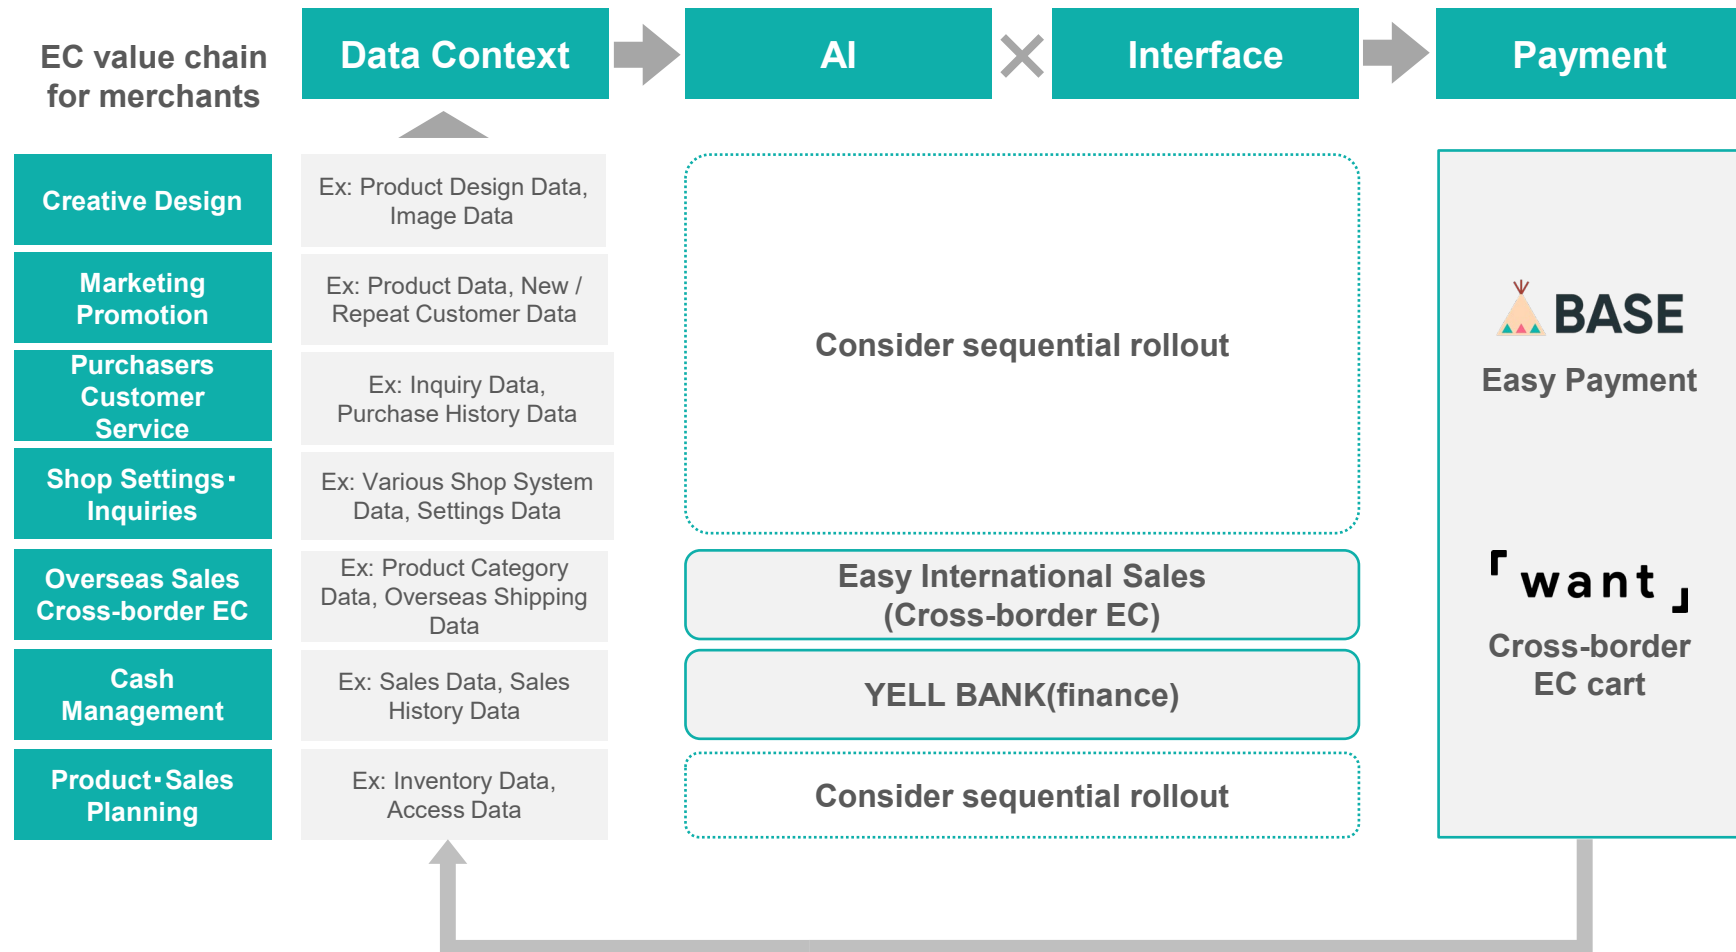 EC value chain
for merchants
Data Context
AI
Interface
Payment
Creative Design
Ex: Product Design Data,
Image Data
Marketing
Promotion
Ex: Product Data, New /
Repeat Customer Data
Purchasers
Customer
Service
Ex: Inquiry Data,
Purchase History Data
Shop Settings・
Inquiries
Ex: Various Shop System
Data, Settings Data
Consider sequential rollout
Overseas Sales
Cross-border EC
Ex: Product Category
Data, Overseas Shipping
Data
Easy International Sales
(Cross-border EC)
Cash
Management
Ex: Sales Data, Sales
History Data
YELL BANK(finance)
Product・Sales
Planning
Ex: Inventory Data,
Access Data
Consider sequential rollout
BASE
Easy Payment
「want」
Cross-border
EC cart